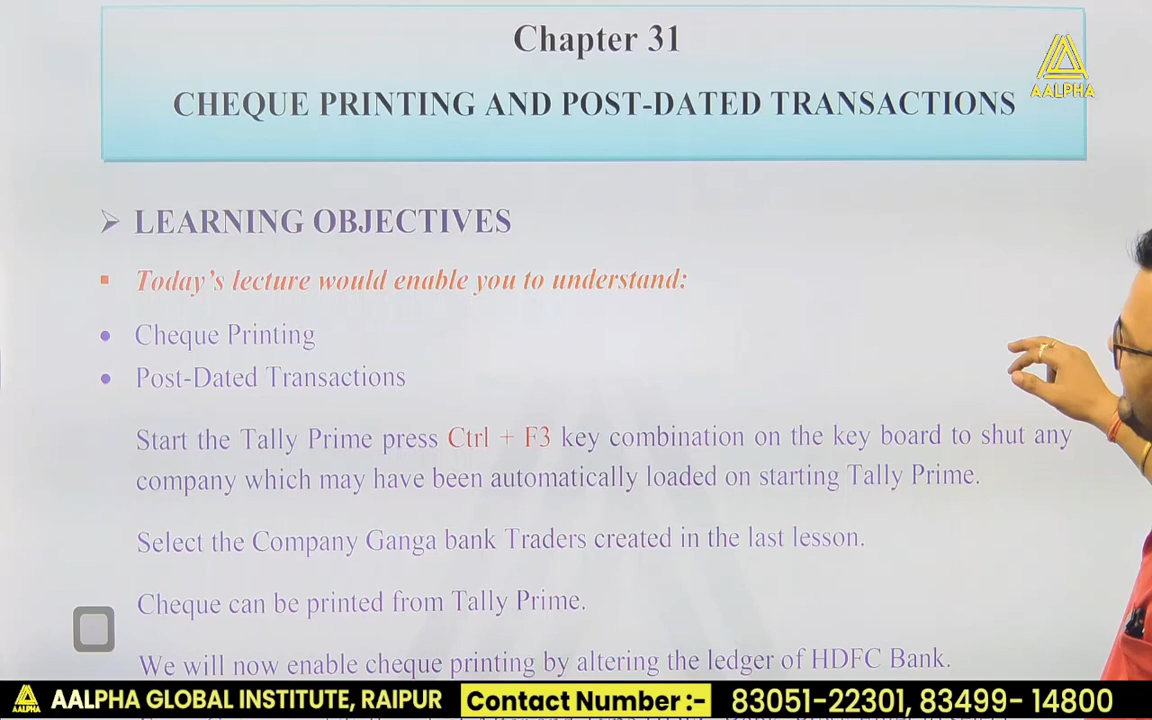 Chapter 31
CHEQUE PRINTING AND POST-DATED TRANSACTIONS
AALPHA
LEARNING OBJECTIVES
Today's lecture would enable you to understand:
Cheque Printing
Post-Dated Transactions
Start the Tally Prime press Ctrl + F3 key combination on the key board to shut any
company which may have been automatically loaded on starting Tally Prime.
Select the Company Ganga bank Traders created in the last lesson.
Cheque can be printed from Tally Prime.
We will now enable cheque printing by altering the ledger of HDFC Bank.
AALPHA GLOBAL INSTITUTE, RAIPUR Contact Number :- 83051-22301, 83499- 14800